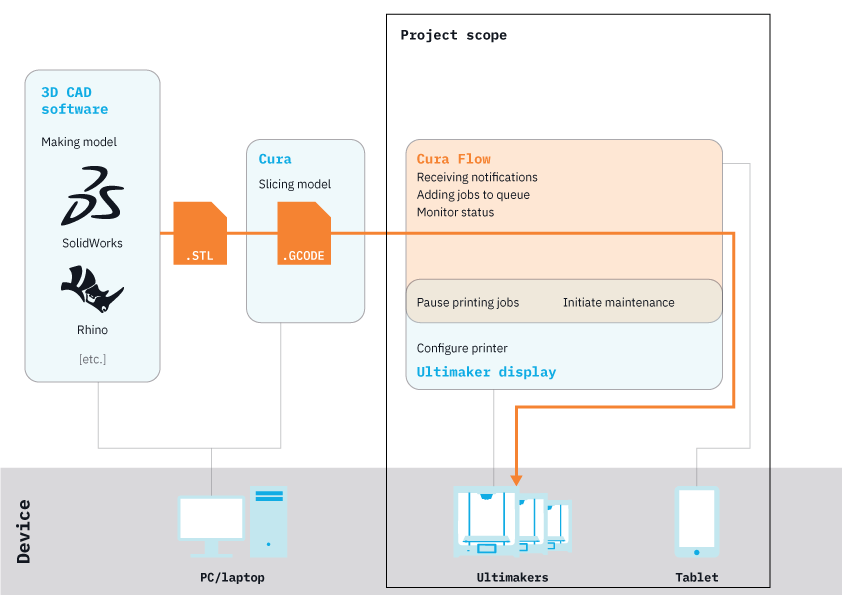 Project scope
3D CAD
software
Making model
SolidWorks
Rhino
[etc.]
.STL
Cura
Slicing model
.GCODE
Cura Flow
Receiving notifications
Adding jobs to queue
Monitor status
Pause printing jobs
Initiate maintenance
Configure printer
Ultimaker display
Device
PC/laptop
Ultimakers
Tablet